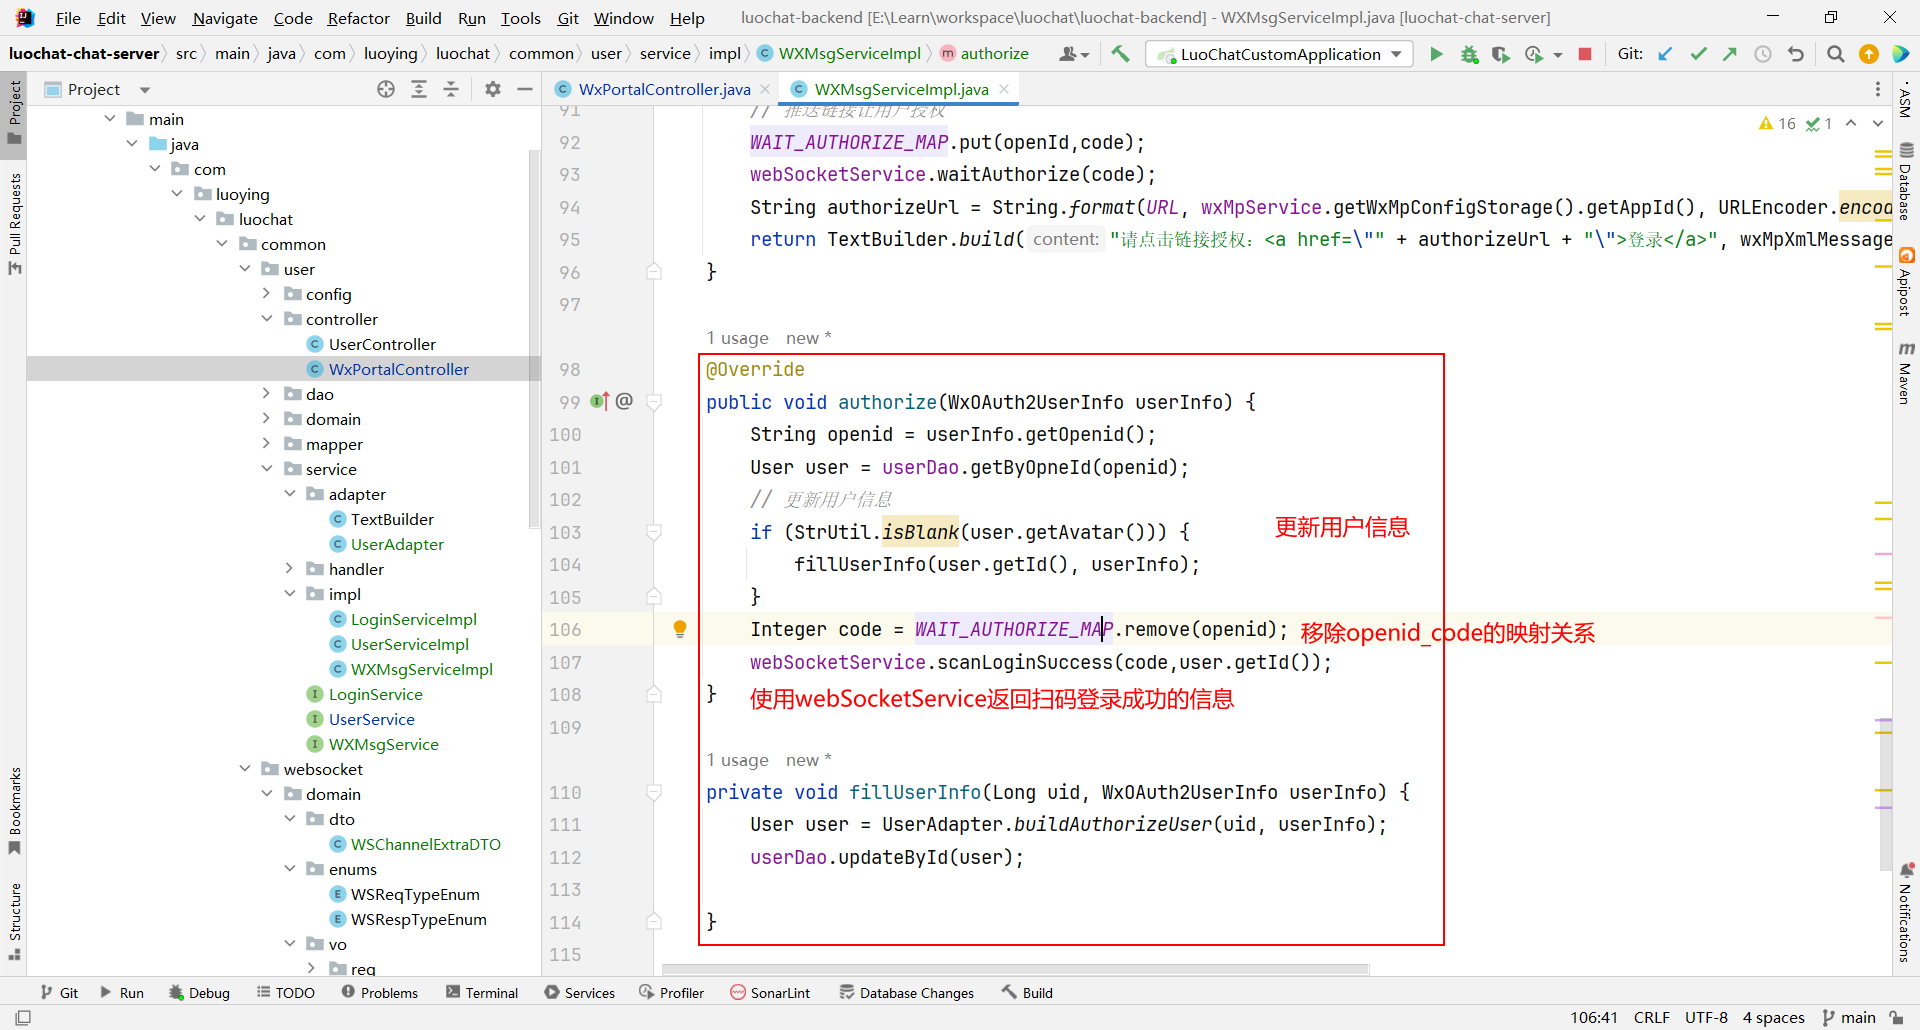 File Edit View Navigate Code Refactor Build Run Tools Git Window Help luochat-backend [E:\Learn\workspace\luochat\luochat-backend] - WXMsgServiceImpl.java [luochat-chat-server]
luochat-chat-server src main java com luoying luochat common user service impl WXMsgServiceImpl authorize LuoChatCustomApplication Git:
Project
WxPortalController.java WXMsgServiceImpl.java
16 1
main
java
com
luoying
luochat
common
user
config
controller
UserController
WxPortalController
dao
domain
mapper
service
adapter
TextBuilder
UserAdapter
handler
impl
LoginServiceImpl
UserServiceImpl
WXMsgServiceImpl
LoginService
UserService
WXMsgService
websocket
domain
dto
WSChannelExtraDTO
enums
WSReqTypeEnum
WSRespTypeEnum
vo
req
91 // 推送链接让用户授权
92 WAIT_AUTHORIZE_MAP.put(openId,code);
93 webSocketService.waitAuthorize(code);
94 String authorizeUrl = String.format(URL, wxMpService.getWxMpConfigStorage().getAppId(), URLEncoder.encod
95 return TextBuilder.build( content: "请点击链接授权：<a href=\"" + authorizeUrl + "\">登录</a>", wxMpXmlMessage
96 }
97
1 usage new *
98 @Override
99 public void authorize(WxOAuth2UserInfo userInfo) {
100 String openid = userInfo.getOpenid();
101 User user = userDao.getByOpneId(openid);
102 // 更新用户信息
103 if (StrUtil.isBlank(user.getAvatar())) {
更新用户信息
104 fillUserInfo(user.getId(), userInfo);
105 }
106 Integer code = WAIT_AUTHORIZE_MAP.remove(openid); 移除openid_code的映射关系
107 webSocketService.scanLoginSuccess(code,user.getId());
108 } 使用webSocketService返回扫码登录成功的信息
109
1 usage new *
110 private void fillUserInfo(Long uid, WxOAuth2UserInfo userInfo) {
111 User user = UserAdapter.buildAuthorizeUser(uid, userInfo);
112 userDao.updateById(user);
113
114 }
115
Project
Pull Requests
Bookmarks
Structure
ASM
Database
Apipost
Maven
Notifications
Git Run Debug TODO Problems Terminal Services Profiler SonarLint Database Changes Build
106:41 CRLF UTF-8 4 spaces main